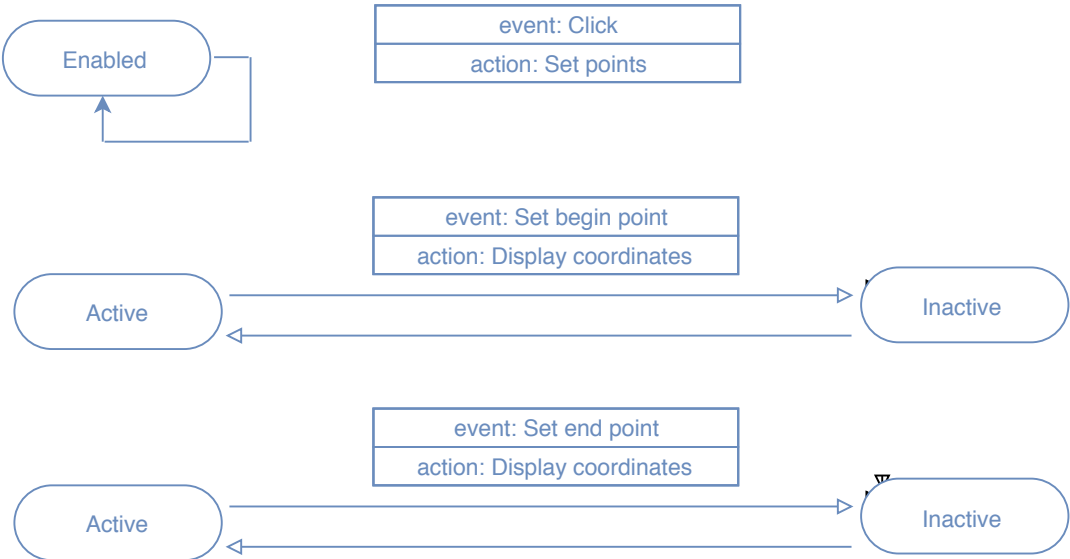 event: Click
Enabled
action: Set points
event: Set begin point
action: Display coordinates
Active
Inactive
event: Set end point
action: Display coordinates
Active
Inactive